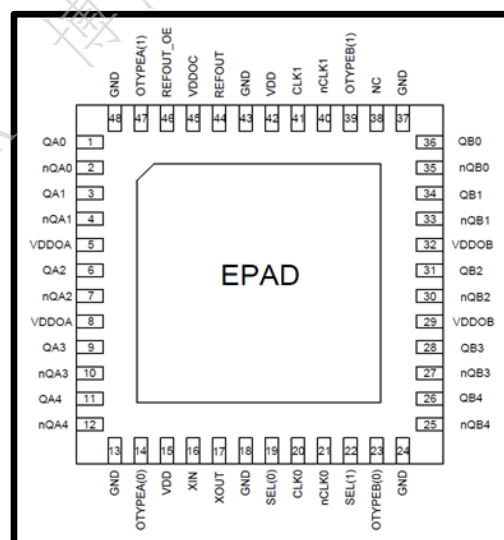 GND OTYPEA(1) REFOUT_OE VDDOC REFOUT GND VDD CLK1 nCLK1 OTYPEB(1) NC GND
48 47 46 45 44 43 42 41 40 39 38 37
QA0 1 36 QB0
nQA0 2 35 nQB0
QA1 3 34 QB1
nQA1 4 33 nQB1
VDDOA 5 32 VDDOB
QA2 6 31 QB2
nQA2 7 30 nQB2
VDDOA 8 29 VDDOB
QA3 9 28 QB3
nQA3 10 27 nQB3
QA4 11 26 QB4
nQA4 12 25 nQB4
EPAD
13 14 15 16 17 18 19 20 21 22 23 24
GND OTYPEA(0) VDD XIN XOUT GND SEL(0) CLK0 nCLK0 SEL(1) OTYPEB(0) GND